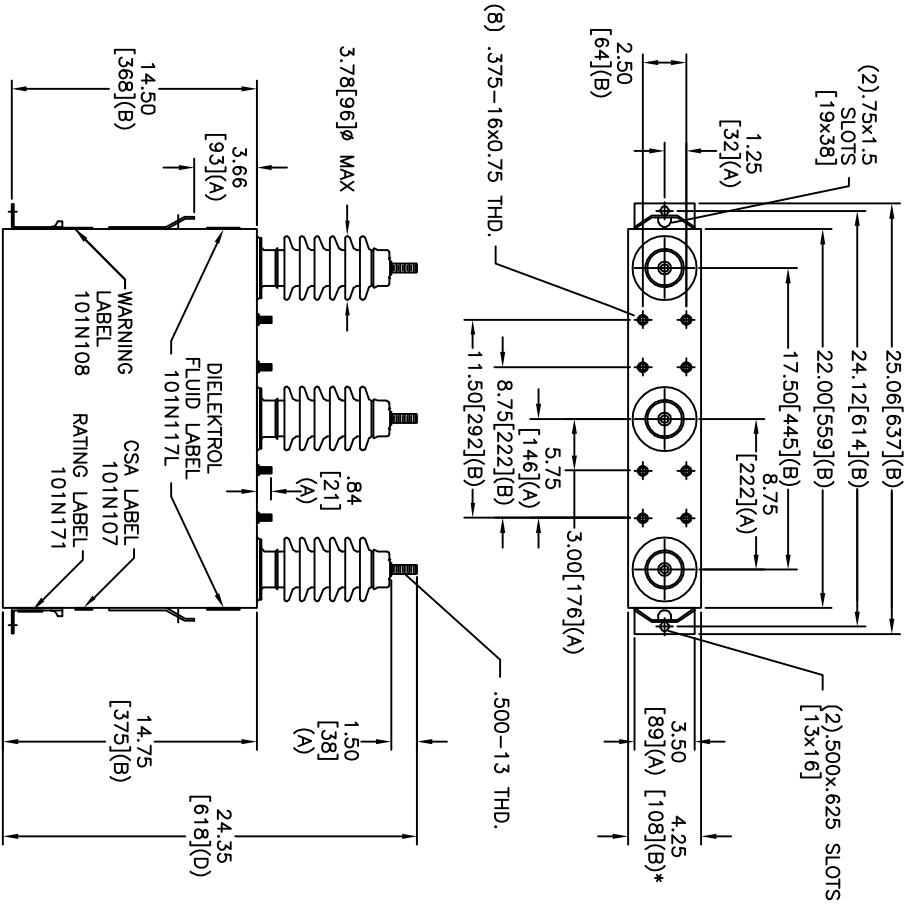 (2).75x1.5
SLOTS
[19x38]
1.25
[32](A)
2.50
[64](B)
(8) .375-16x0.75 THD.
25.06[637](B)
24.12[614](B)
22.00[559](B)
17.50[445](B)
8.75
[222](A)
3.00[176](A)
5.75
[146](A)
8.75[222](B)
11.50[292](B)
(2).500x.625 SLOTS
[13x16]
3.50
[89](A)
4.25
[108](B)*
3.78[96]ø MAX
3.66
[93](A)
14.50
[368](B)
WARNING
LABEL
101N108
DIELEKTROL
FLUID LABEL
101N117L
CSA LABEL
101N107
RATING LABEL
101N171
.84
[21]
(A)
.500-13 THD.
1.50
[38]
(A)
14.75
[375](B)
24.35
[618](D)